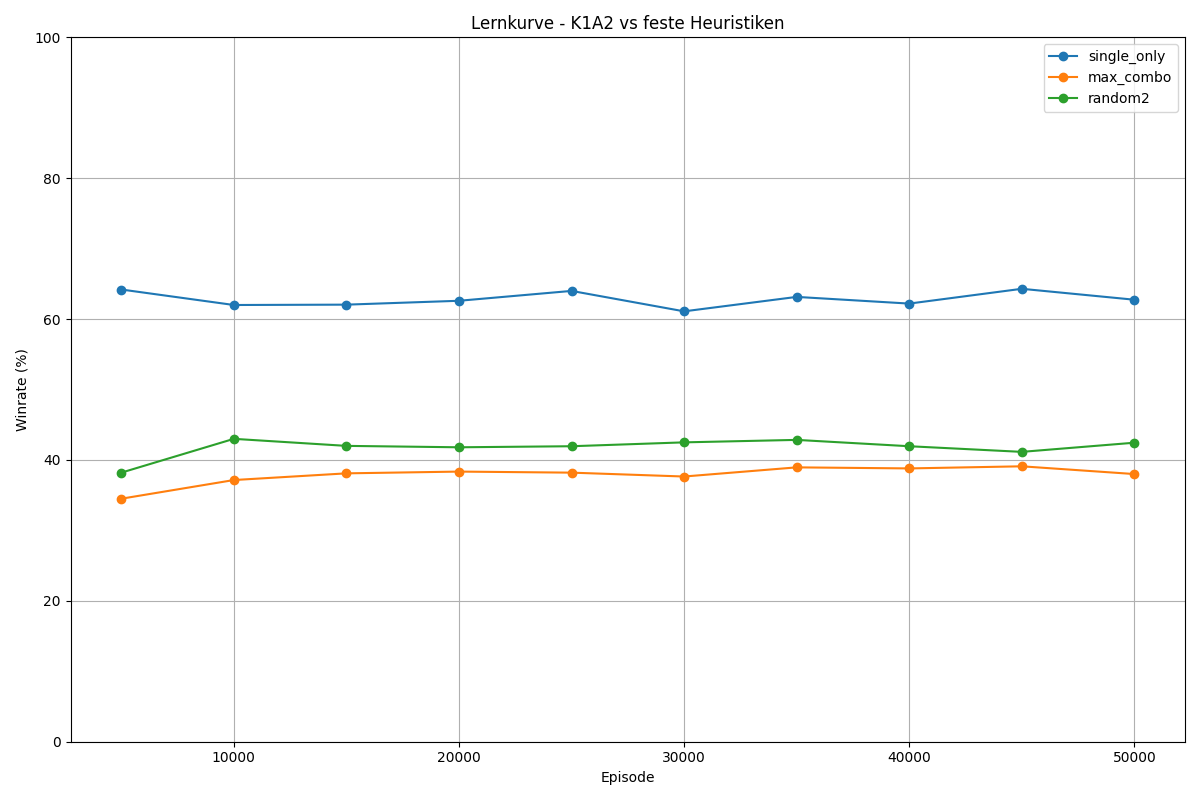 Lernkurve - K1A2 vs feste Heuristiken
single_only
max_combo
random2
Winrate (%)
100
80
60
40
20
0
10000
20000
30000
40000
50000
Episode